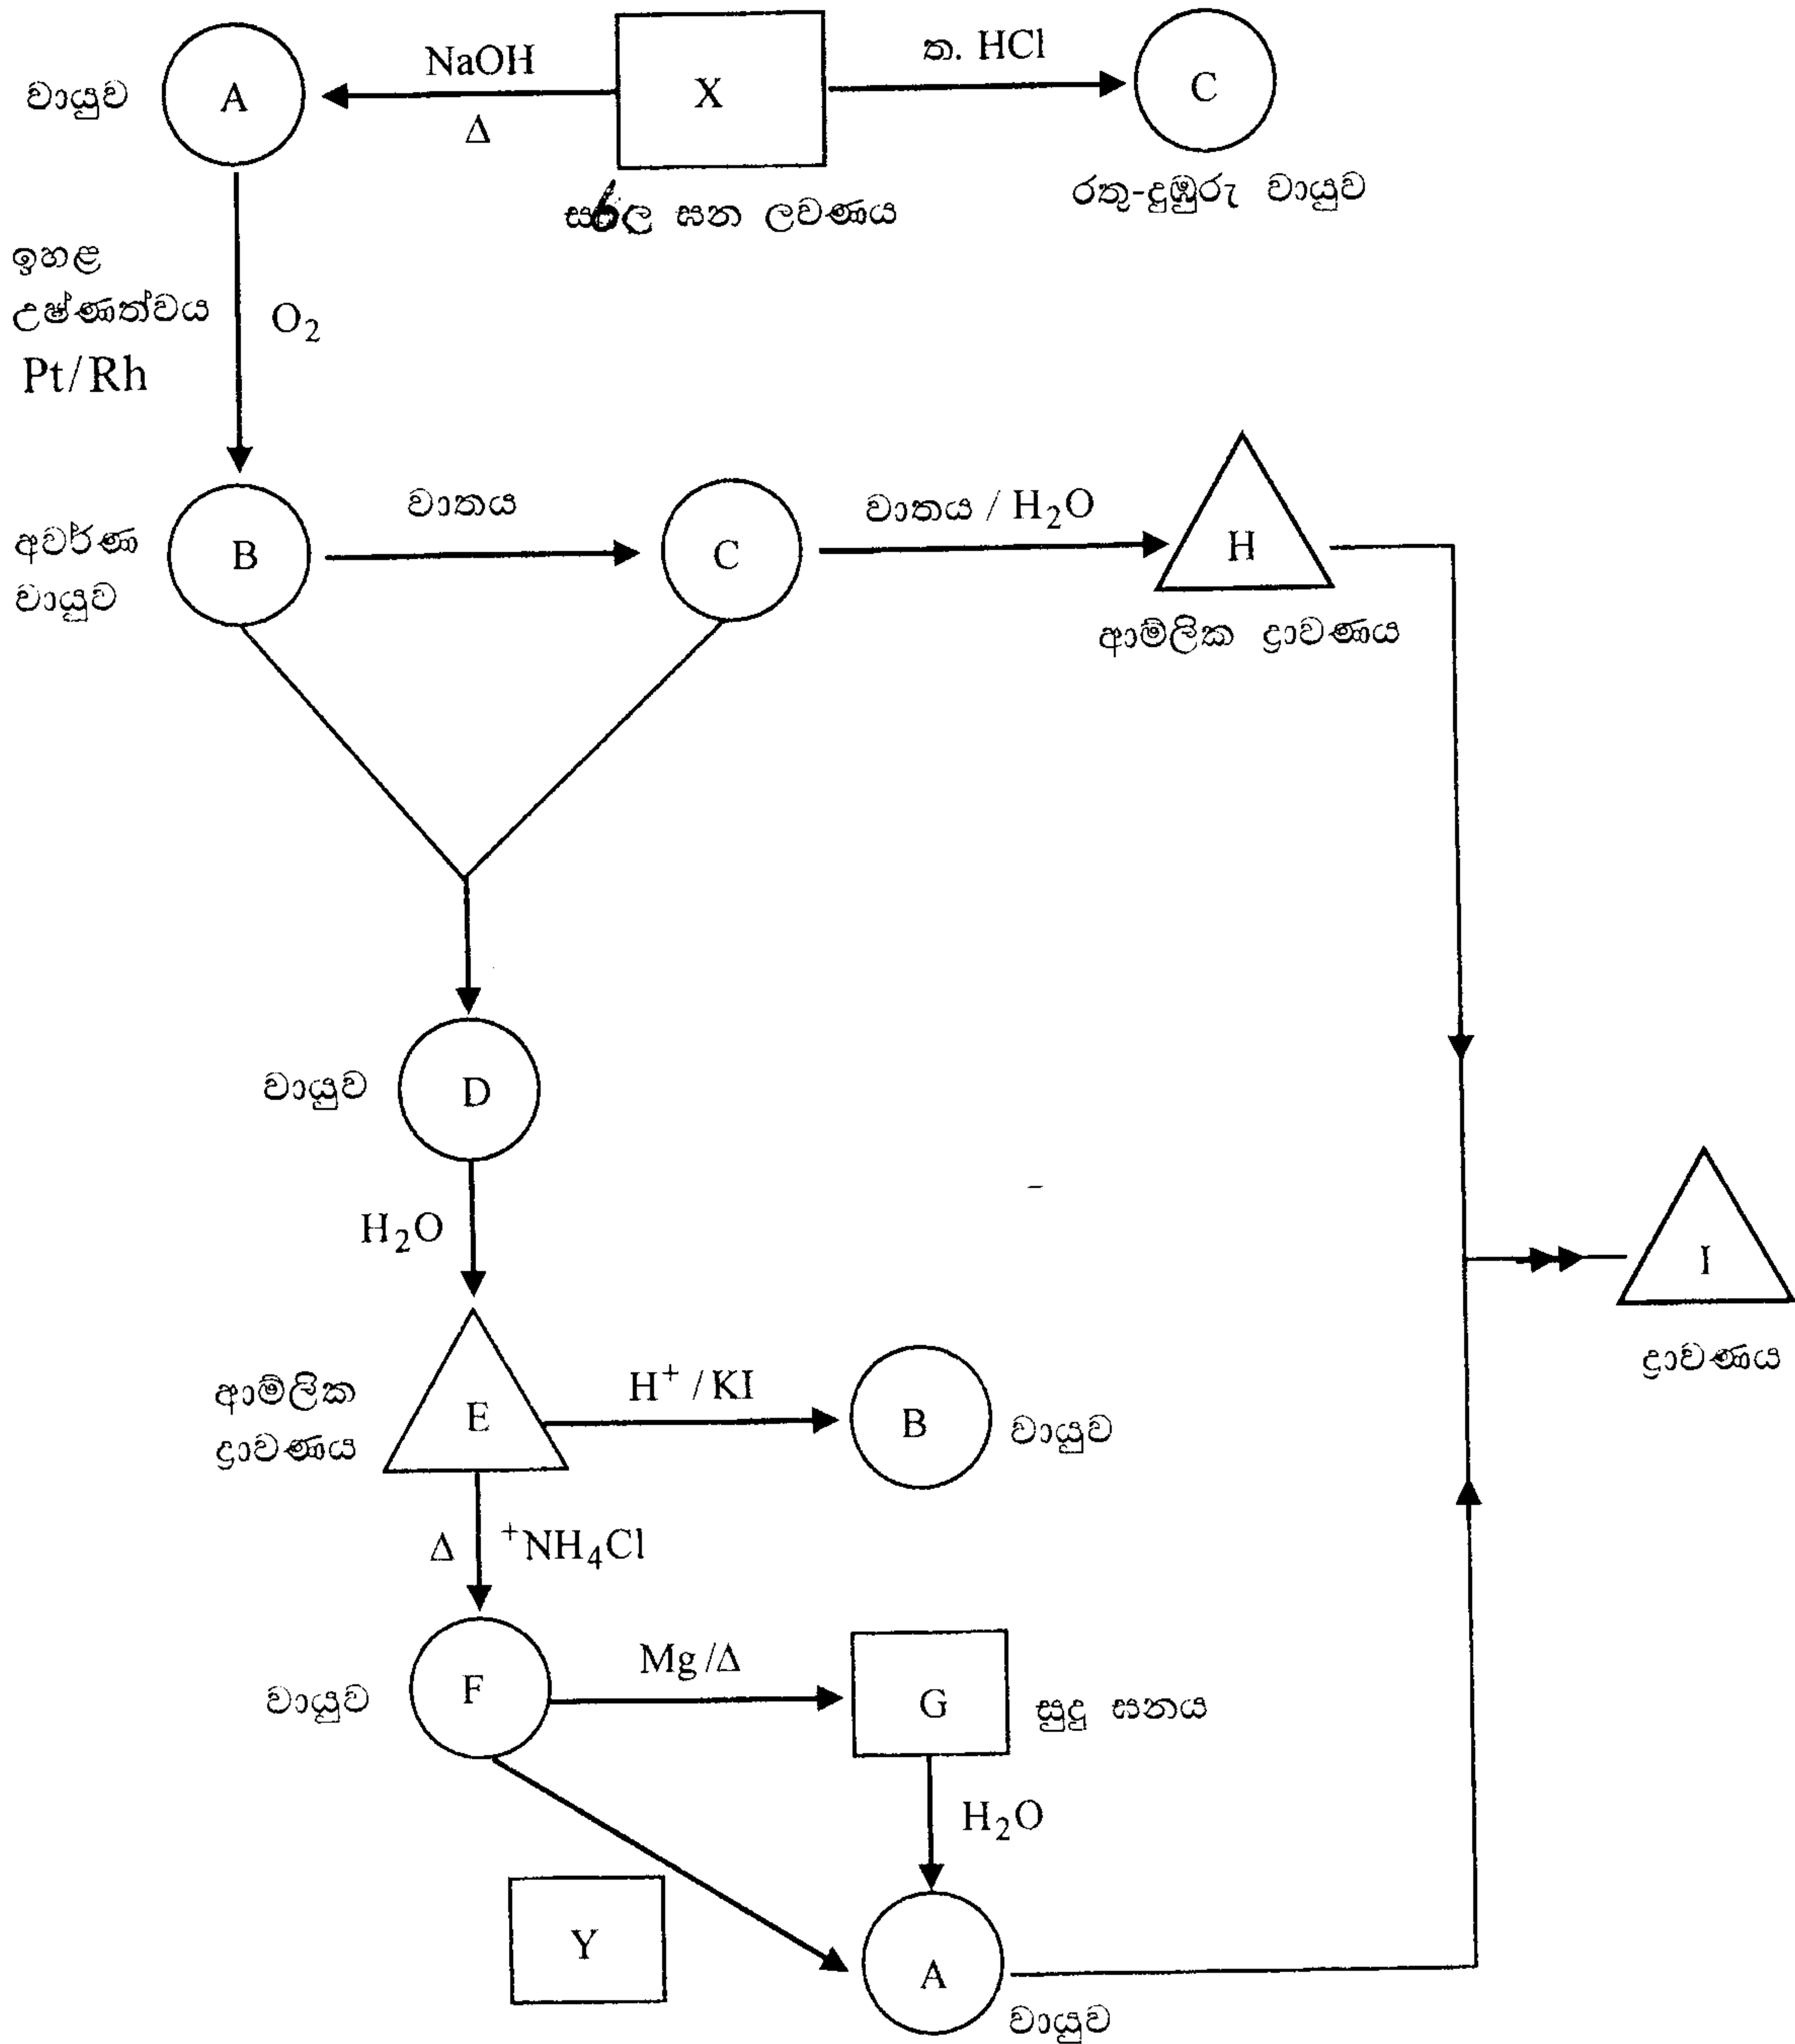 NaOH
ත. HCl
වායුව
A
X
C
Δ
සරල ඝන ලවණය
රතු-දුඹුරු වායුව
ඉහළ
උෂ්ණත්වය
O₂
Pt/Rh
අවර්ණ
වායුව
B
වාතය
C
වාතය / H₂O
H
ආම්ලික ද්‍රාවණය
වායුව
D
H₂O
I
ද්‍රාවණය
ආම්ලික
ද්‍රාවණය
E
H⁺ / KI
B
වායුව
Δ
⁺NH₄Cl
වායුව
F
Mg /Δ
G
සුදු ඝනය
H₂O
Y
A
වායුව